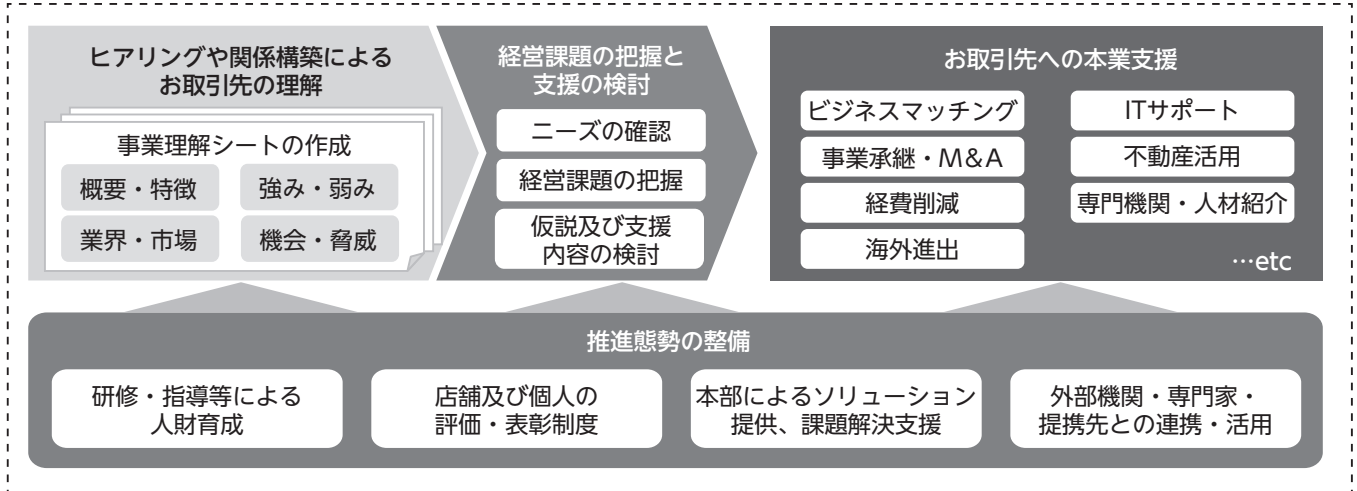 ヒアリングや関係構築による
お取引先の理解
事業理解シートの作成
概要・特徴
強み・弱み
業界・市場
機会・脅威
経営課題の把握と
支援の検討
ニーズの確認
経営課題の把握
仮説及び支援
内容の検討
お取引先への本業支援
ビジネスマッチング
ITサポート
事業承継・M&A
不動産活用
経費削減
専門機関・人材紹介
海外進出
…etc
推進態勢の整備
研修・指導等による
人財育成
店舗及び個人の
評価・表彰制度
本部によるソリューション
提供、課題解決支援
外部機関・専門家・
提携先との連携・活用